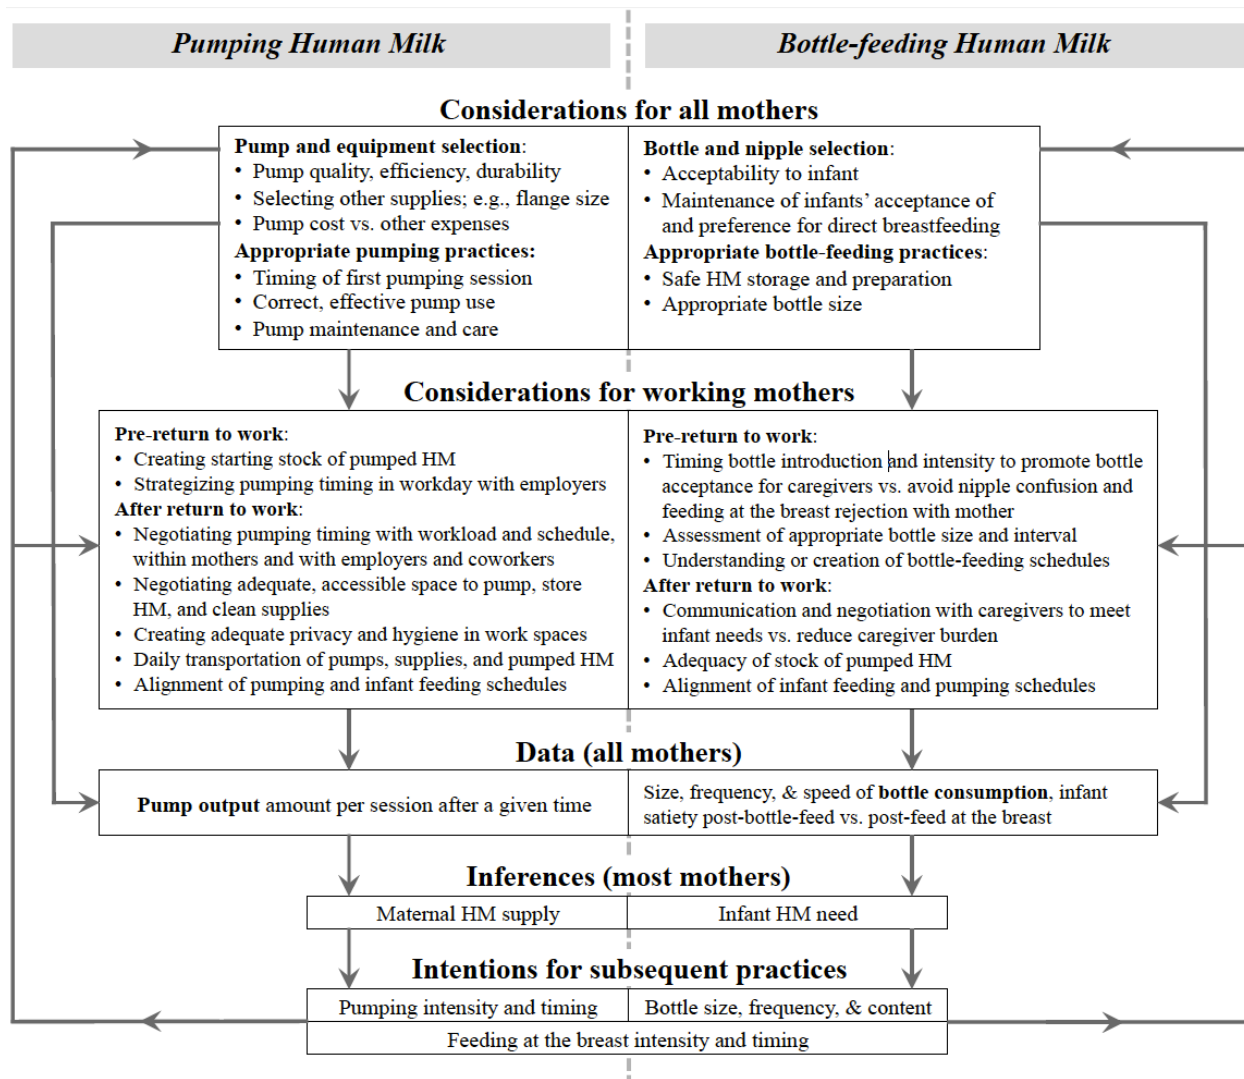 Pumping Human Milk
Bottle-feeding Human Milk
Considerations for all mothers
Pump and equipment selection:
• Pump quality, efficiency, durability
• Selecting other supplies; e.g., flange size
• Pump cost vs. other expenses
Appropriate pumping practices:
• Timing of first pumping session
• Correct, effective pump use
• Pump maintenance and care
Bottle and nipple selection:
• Acceptability to infant
• Maintenance of infants’ acceptance of
and preference for direct breastfeeding
Appropriate bottle-feeding practices:
• Safe HM storage and preparation
• Appropriate bottle size
Considerations for working mothers
Pre-return to work:
• Creating starting stock of pumped HM
• Strategizing pumping timing in workday with employers
After return to work:
• Negotiating pumping timing with workload and schedule,
within mothers and with employers and coworkers
• Negotiating adequate, accessible space to pump, store
HM, and clean supplies
• Creating adequate privacy and hygiene in work spaces
• Daily transportation of pumps, supplies, and pumped HM
• Alignment of pumping and infant feeding schedules
Pre-return to work:
• Timing bottle introduction and intensity to promote bottle
acceptance for caregivers vs. avoid nipple confusion and
feeding at the breast rejection with mother
• Assessment of appropriate bottle size and interval
• Understanding or creation of bottle-feeding schedules
After return to work:
• Communication and negotiation with caregivers to meet
infant needs vs. reduce caregiver burden
• Adequacy of stock of pumped HM
• Alignment of infant feeding and pumping schedules
Data (all mothers)
Pump output amount per session after a given time
Size, frequency, & speed of bottle consumption, infant
satiety post-bottle-feed vs. post-feed at the breast
Inferences (most mothers)
Maternal HM supply
Infant HM need
Intentions for subsequent practices
Pumping intensity and timing
Bottle size, frequency, & content
Feeding at the breast intensity and timing